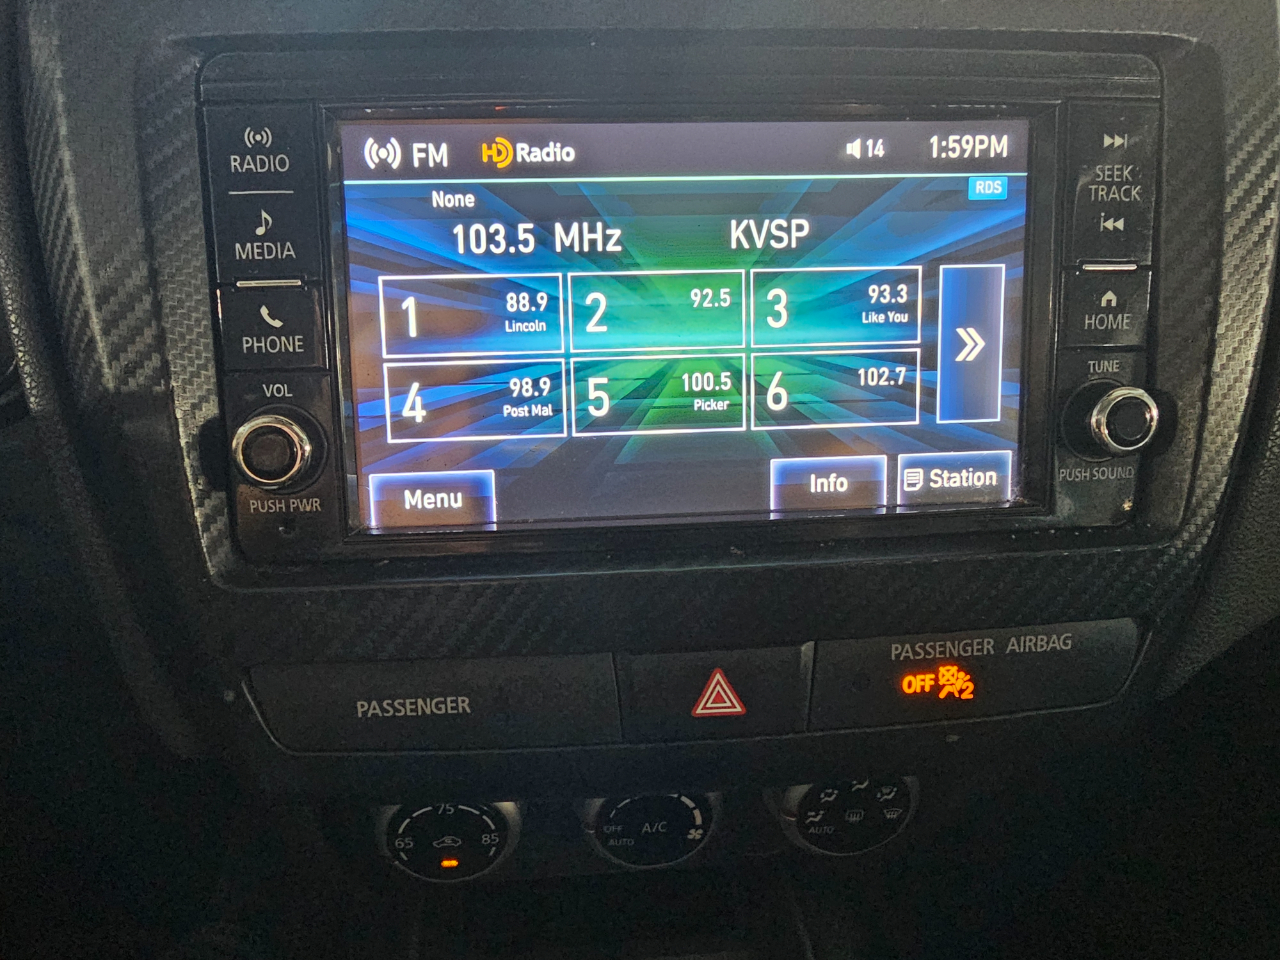 RADIO
MEDIA
PHONE
VOL
PUSH PWR
FM HD Radio 14 1:59PM
RDS
None
103.5 MHz KVSP
1 88.9 Lincoln
2 92.5
3 93.3 Like You
4 98.9 Post Mal
5 100.5 Picker
6 102.7
Menu Info Station
SEEK
TRACK
HOME
TUNE
PUSH SOUND
PASSENGER
PASSENGER AIRBAG
OFF 2
65 75 85
OFF A/C
AUTO
AUTO